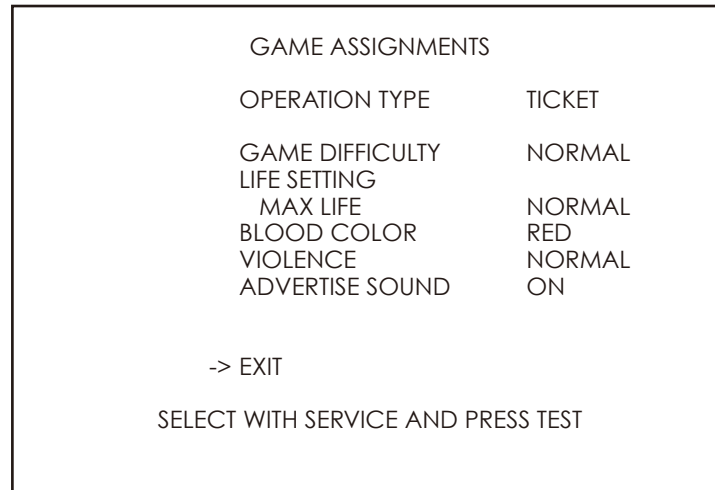 GAME ASSIGNMENTS
OPERATION TYPE TICKET
GAME DIFFICULTY NORMAL
LIFE SETTING
MAX LIFE NORMAL
BLOOD COLOR RED
VIOLENCE NORMAL
ADVERTISE SOUND ON
-> EXIT
SELECT WITH SERVICE AND PRESS TEST